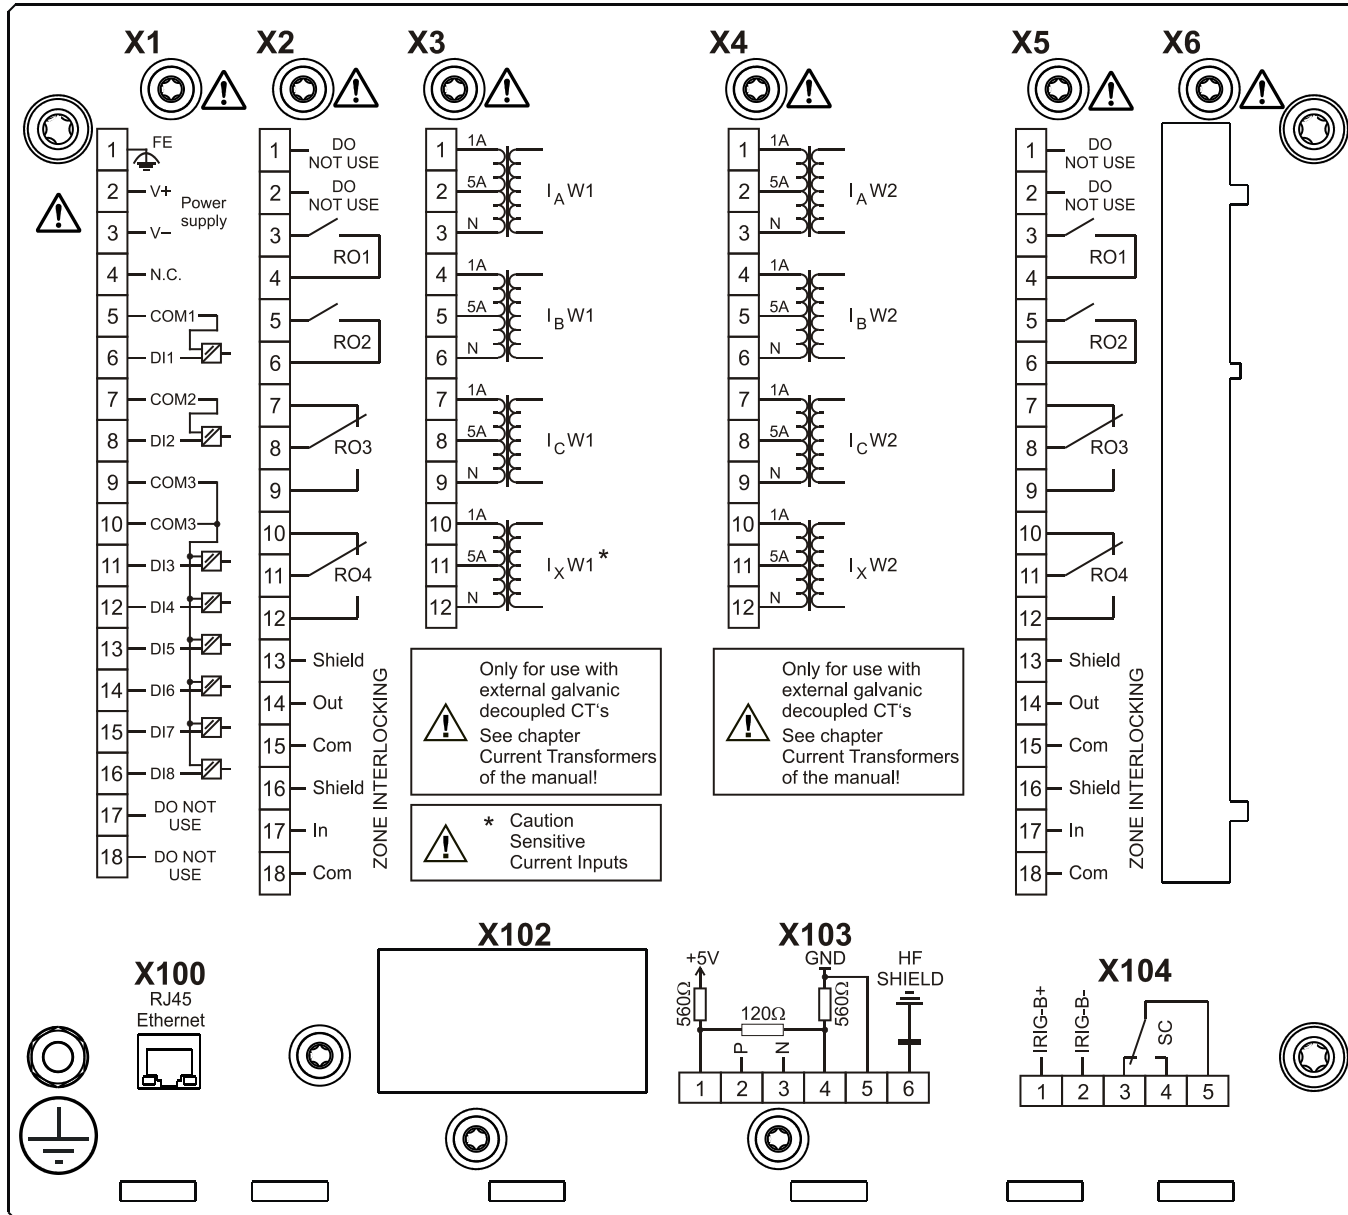 X1
X2
X3
X4
X5
X6
1 FE
2 V+
Power
supply
3 V–
4 N.C.
5 COM1
6 DI1
7 COM2
8 DI2
9 COM3
10 COM3
11 DI3
12 DI4
13 DI5
14 DI6
15 DI7
16 DI8
17 DO NOT
USE
18 DO NOT
USE
1 DO
NOT USE
2 DO
NOT USE
3
RO1
4
5
RO2
6
7
8 RO3
9
10
11 RO4
12
13 Shield
14 Out
15 Com
16 Shield
17 In
18 Com
ZONE INTERLOCKING
1 1A
2 5A IA W1
3 N
4 1A
5 5A IB W1
6 N
7 1A
8 5A IC W1
9 N
10 1A
11 5A IX W1 *
12 N
Only for use with
external galvanic
decoupled CT‘s
See chapter
Current Transformers
of the manual!
* Caution
Sensitive
Current Inputs
1 1A
2 5A IA W2
3 N
4 1A
5 5A IB W2
6 N
7 1A
8 5A IC W2
9 N
10 1A
11 5A IX W2
12 N
Only for use with
external galvanic
decoupled CT‘s
See chapter
Current Transformers
of the manual!
1 DO
NOT USE
2 DO
NOT USE
3
RO1
4
5
RO2
6
7
8 RO3
9
10
11 RO4
12
13 Shield
14 Out
15 Com
16 Shield
17 In
18 Com
ZONE INTERLOCKING
X100
RJ45
Ethernet
X102
X103
+5V GND HF
SHIELD
560Ω 120Ω 560Ω
P N
1 2 3 4 5 6
X104
IRIG-B+ IRIG-B- SC
1 2 3 4 5